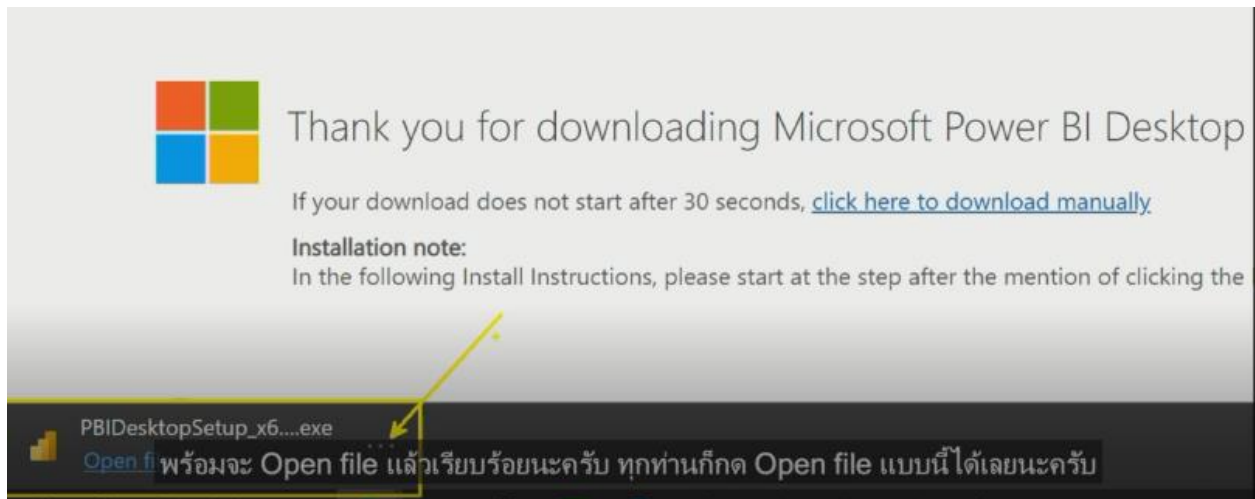 Thank you for downloading Microsoft Power BI Desktop
If your download does not start after 30 seconds, click here to download manually
Installation note:
In the following Install Instructions, please start at the step after the mention of clicking the
PBIDesktopSetup_x6....exe
Open fi
พร้อมจะ Open file แล้วเรียบร้อยนะครับ ทุกท่านก็กด Open file แบบนี้ได้เลยนะครับ